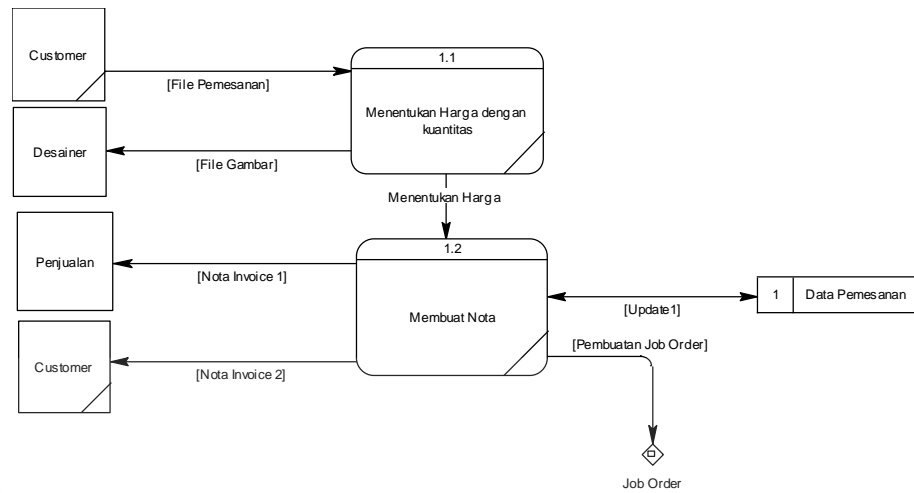 Customer
[File Pemesanan]
1.1
Menentukan Harga dengan
kuantitas
Desainer
[File Gambar]
Menentukan Harga
Penjualan
[Nota Invoice 1]
1.2
Membuat Nota
[Update1]
1
Data Pemesanan
Customer
[Nota Invoice 2]
[Pembuatan Job Order]
Job Order